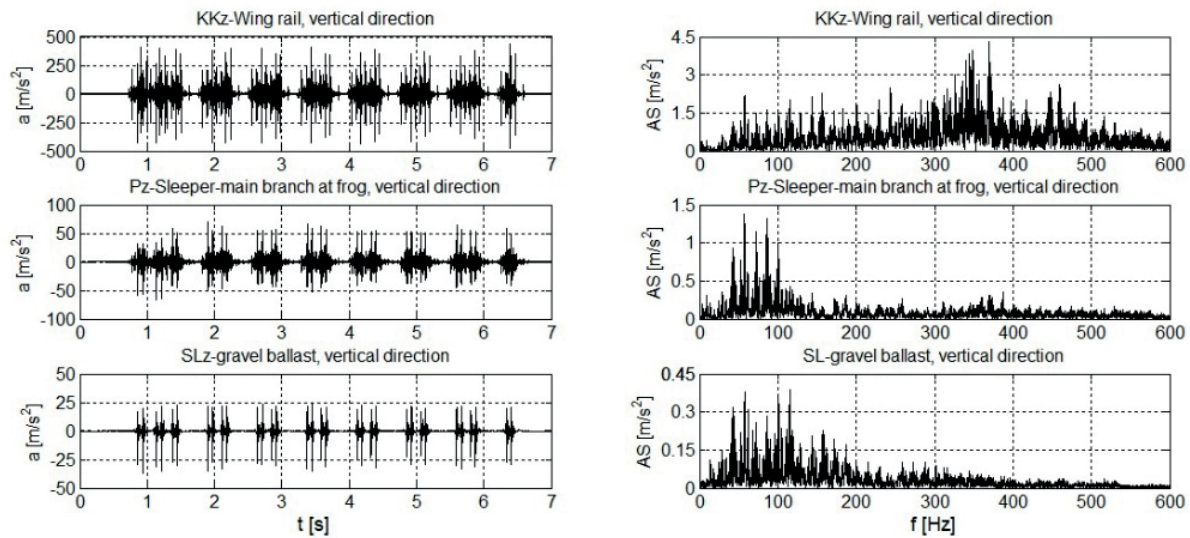 KKz-Wing rail, vertical direction
a [m/s²]
500
250
0
-250
-500
0 1 2 3 4 5 6 7
Pz-Sleeper-main branch at frog, vertical direction
a [m/s²]
100
50
0
-50
-100
0 1 2 3 4 5 6 7
SLz-gravel ballast, vertical direction
a [m/s²]
50
25
0
-25
-50
0 1 2 3 4 5 6 7
t [s]
KKz-Wing rail, vertical direction
AS [m/s²]
4.5
3
1.5
0
0 100 200 300 400 500 600
Pz-Sleeper-main branch at frog, vertical direction
AS [m/s²]
1.5
1
0.5
0
0 100 200 300 400 500 600
SL-gravel ballast, vertical direction
AS [m/s²]
0.45
0.3
0.15
0
0 100 200 300 400 500 600
f [Hz]